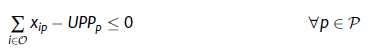 ∑_{i∈𝒪} x_{ip} − UPP_p ≤ 0 ∀p ∈ 𝒫